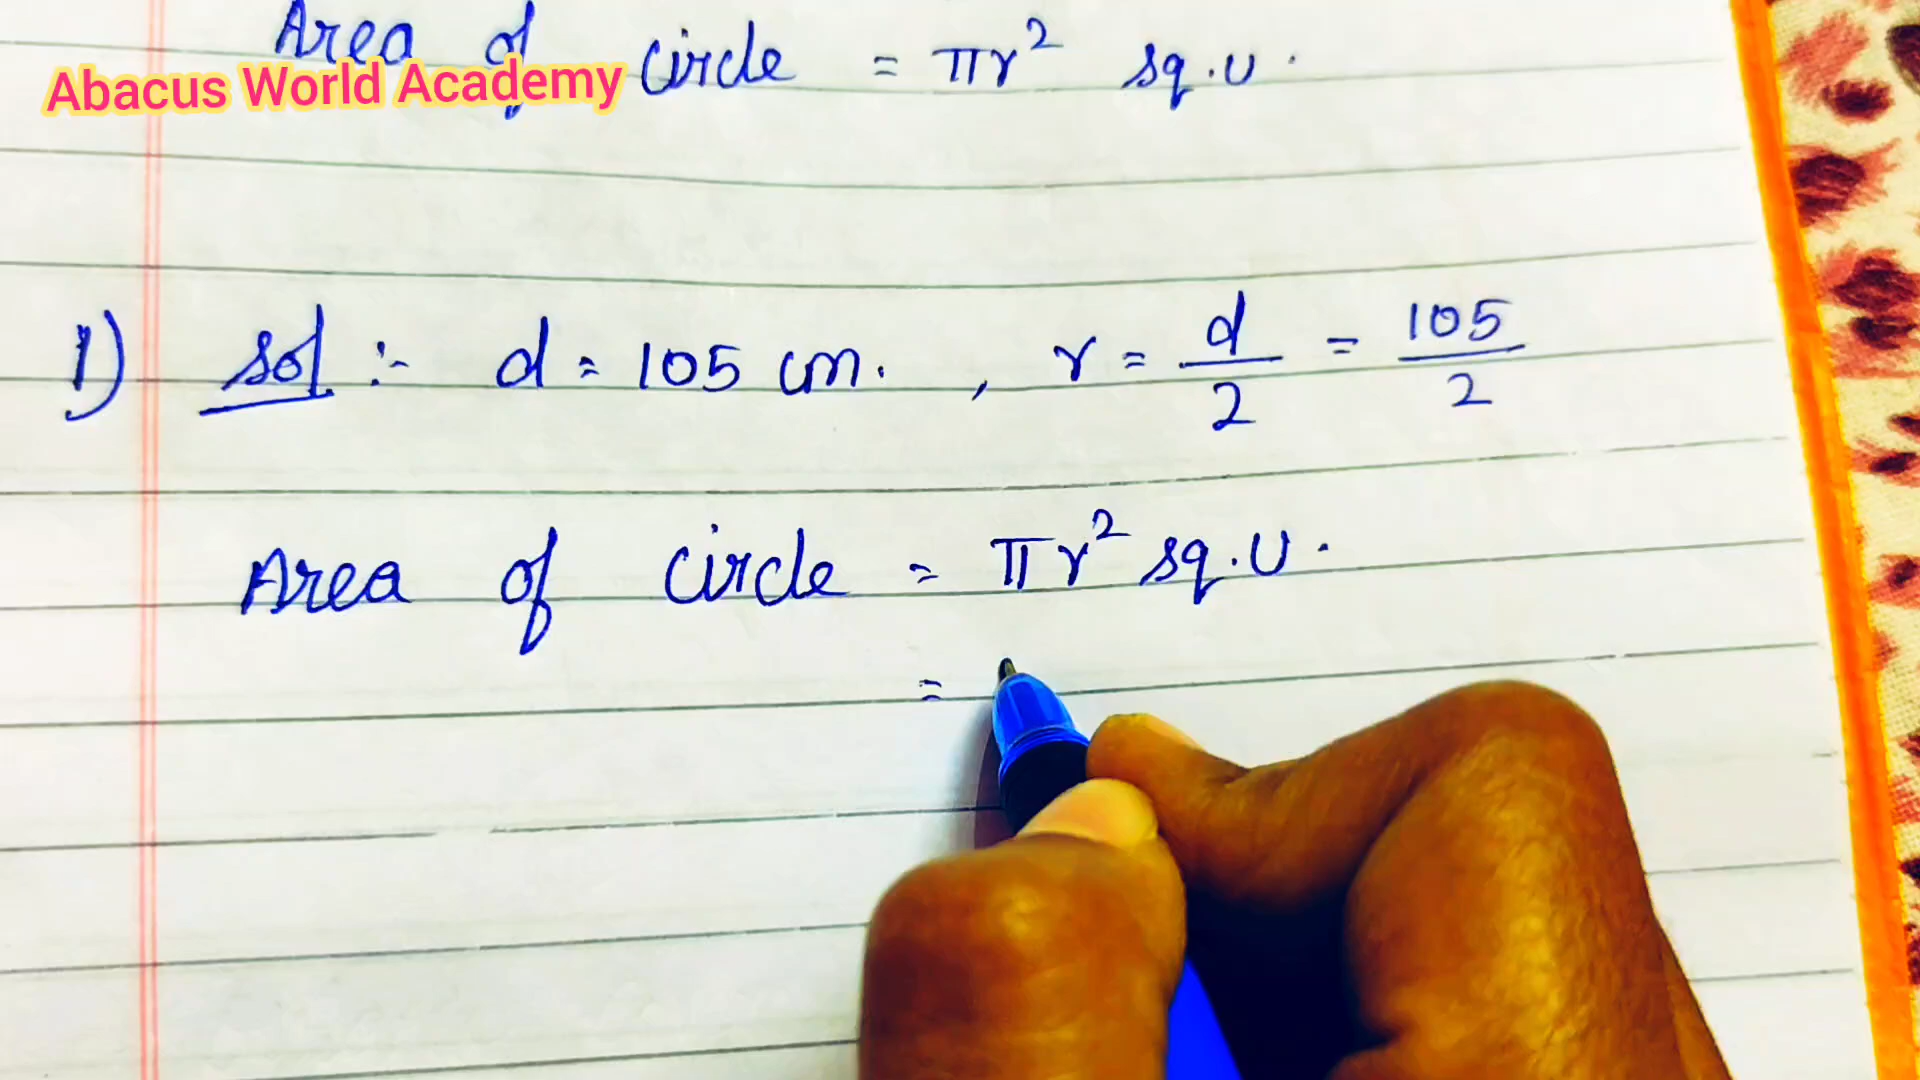 Area of circle = πr² sq.u.
Abacus World Academy
1) Sol :- d = 105 cm. , r = d/2 = 105/2
Area of circle = πr² sq.u.
=